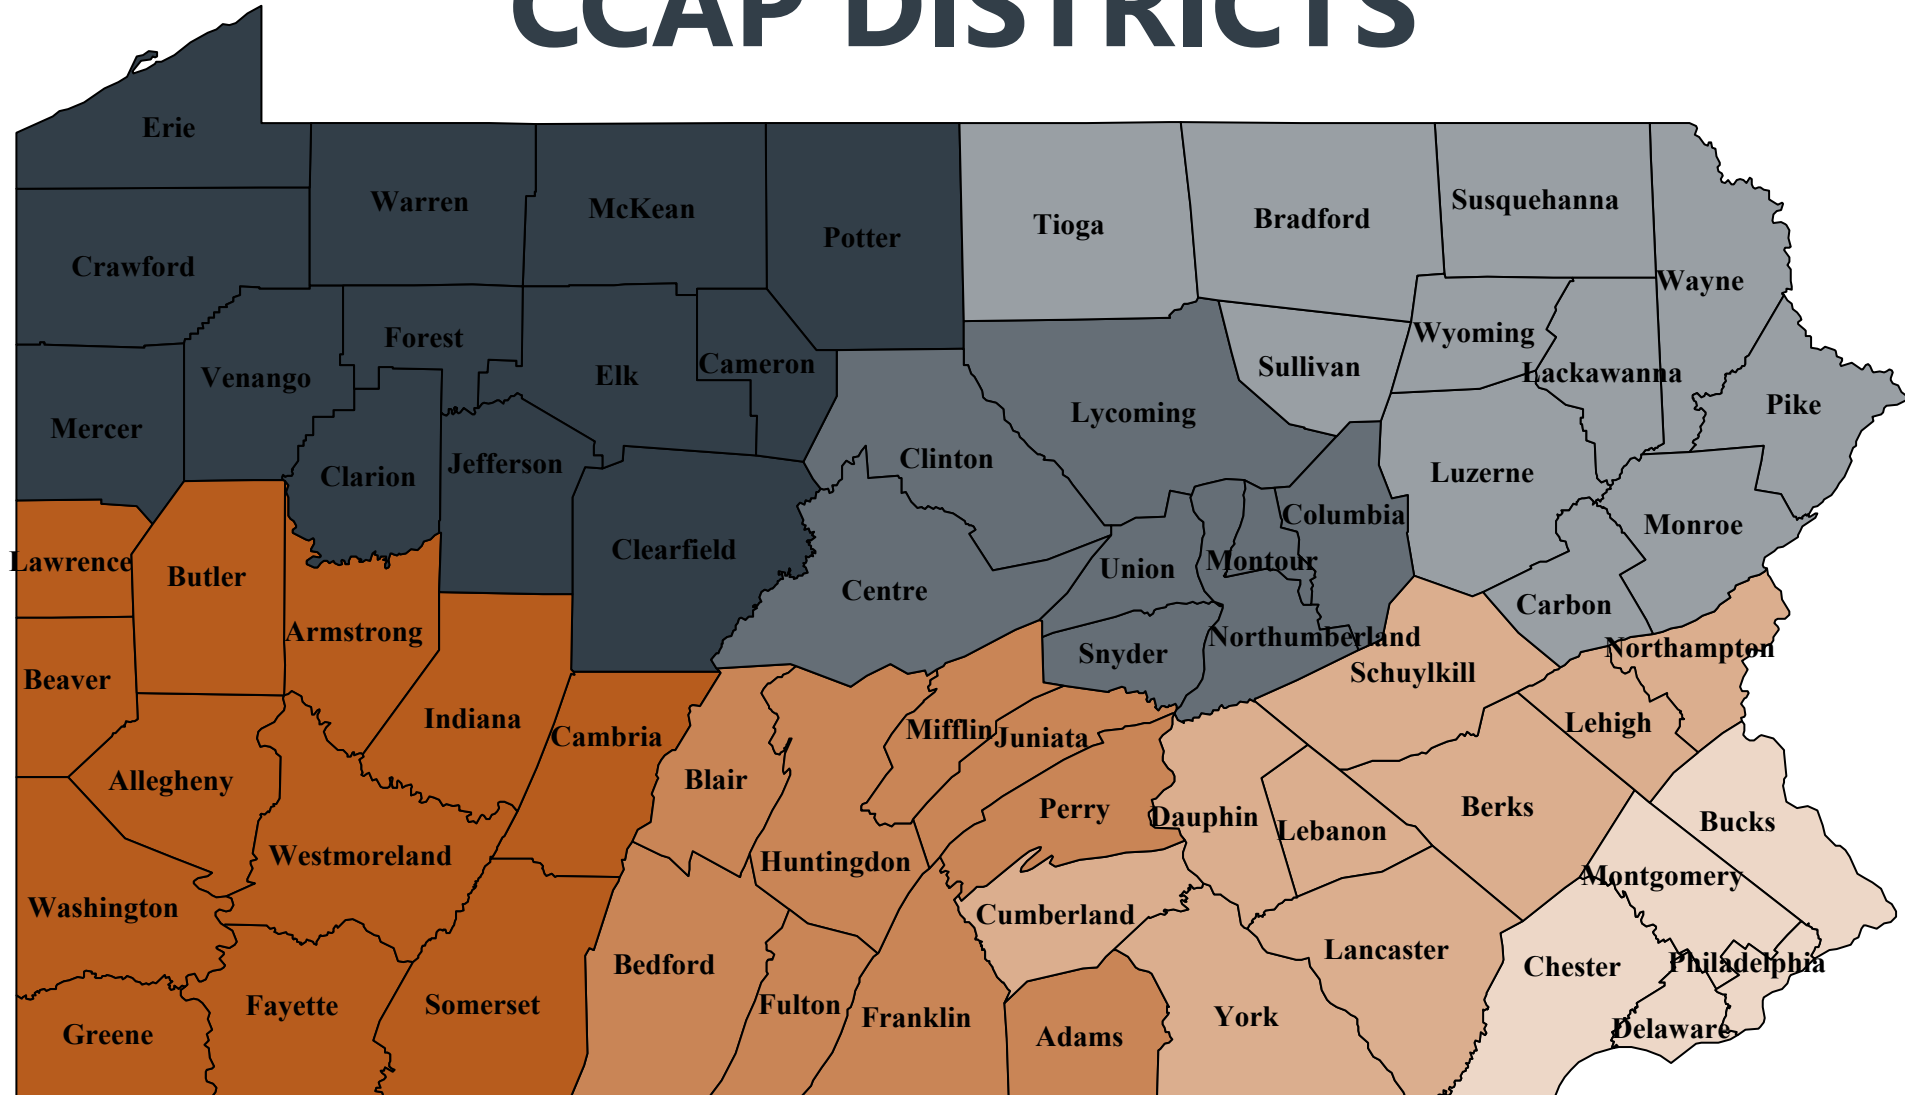 CCAP DISTRICTS
Erie
Warren
McKean
Potter
Tioga
Bradford
Susquehanna
Crawford
Wayne
Forest
Wyoming
Venango
Elk
Cameron
Sullivan
Lackawanna
Mercer
Lycoming
Pike
Clarion
Jefferson
Clinton
Luzerne
Columbia
Monroe
Lawrence
Butler
Clearfield
Centre
Union
Montour
Carbon
Armstrong
Northumberland
Northampton
Beaver
Snyder
Schuylkill
Indiana
Cambria
Mifflin
Juniata
Lehigh
Allegheny
Blair
Perry
Dauphin
Lebanon
Berks
Bucks
Westmoreland
Huntingdon
Montgomery
Washington
Cumberland
Bedford
Lancaster
Chester
Philadelphia
Greene
Fayette
Somerset
Fulton
Franklin
Adams
York
Delaware